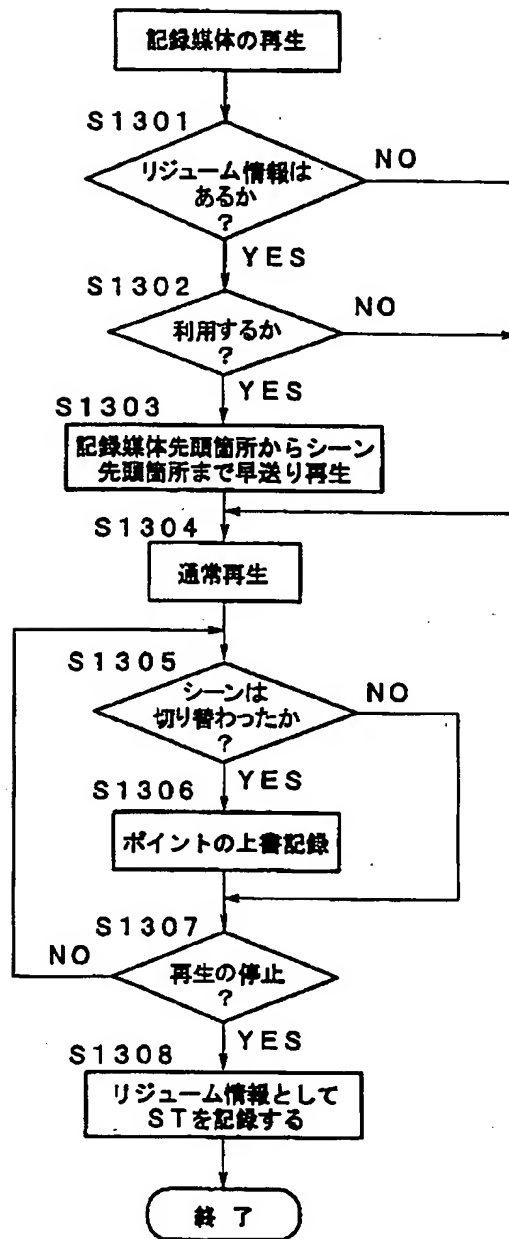 記録媒体の再生
S1301
リジューム情報は
あるか
?
NO
YES
S1302
利用するか
?
NO
YES
S1303
記録媒体先頭箇所からシーン
先頭箇所まで早送り再生
S1304
通常再生
S1305
シーンは
切り替わったか
?
NO
YES
S1306
ポイントの上書記録
S1307
再生の停止
?
NO
YES
S1308
リジューム情報として
STを記録する
終了